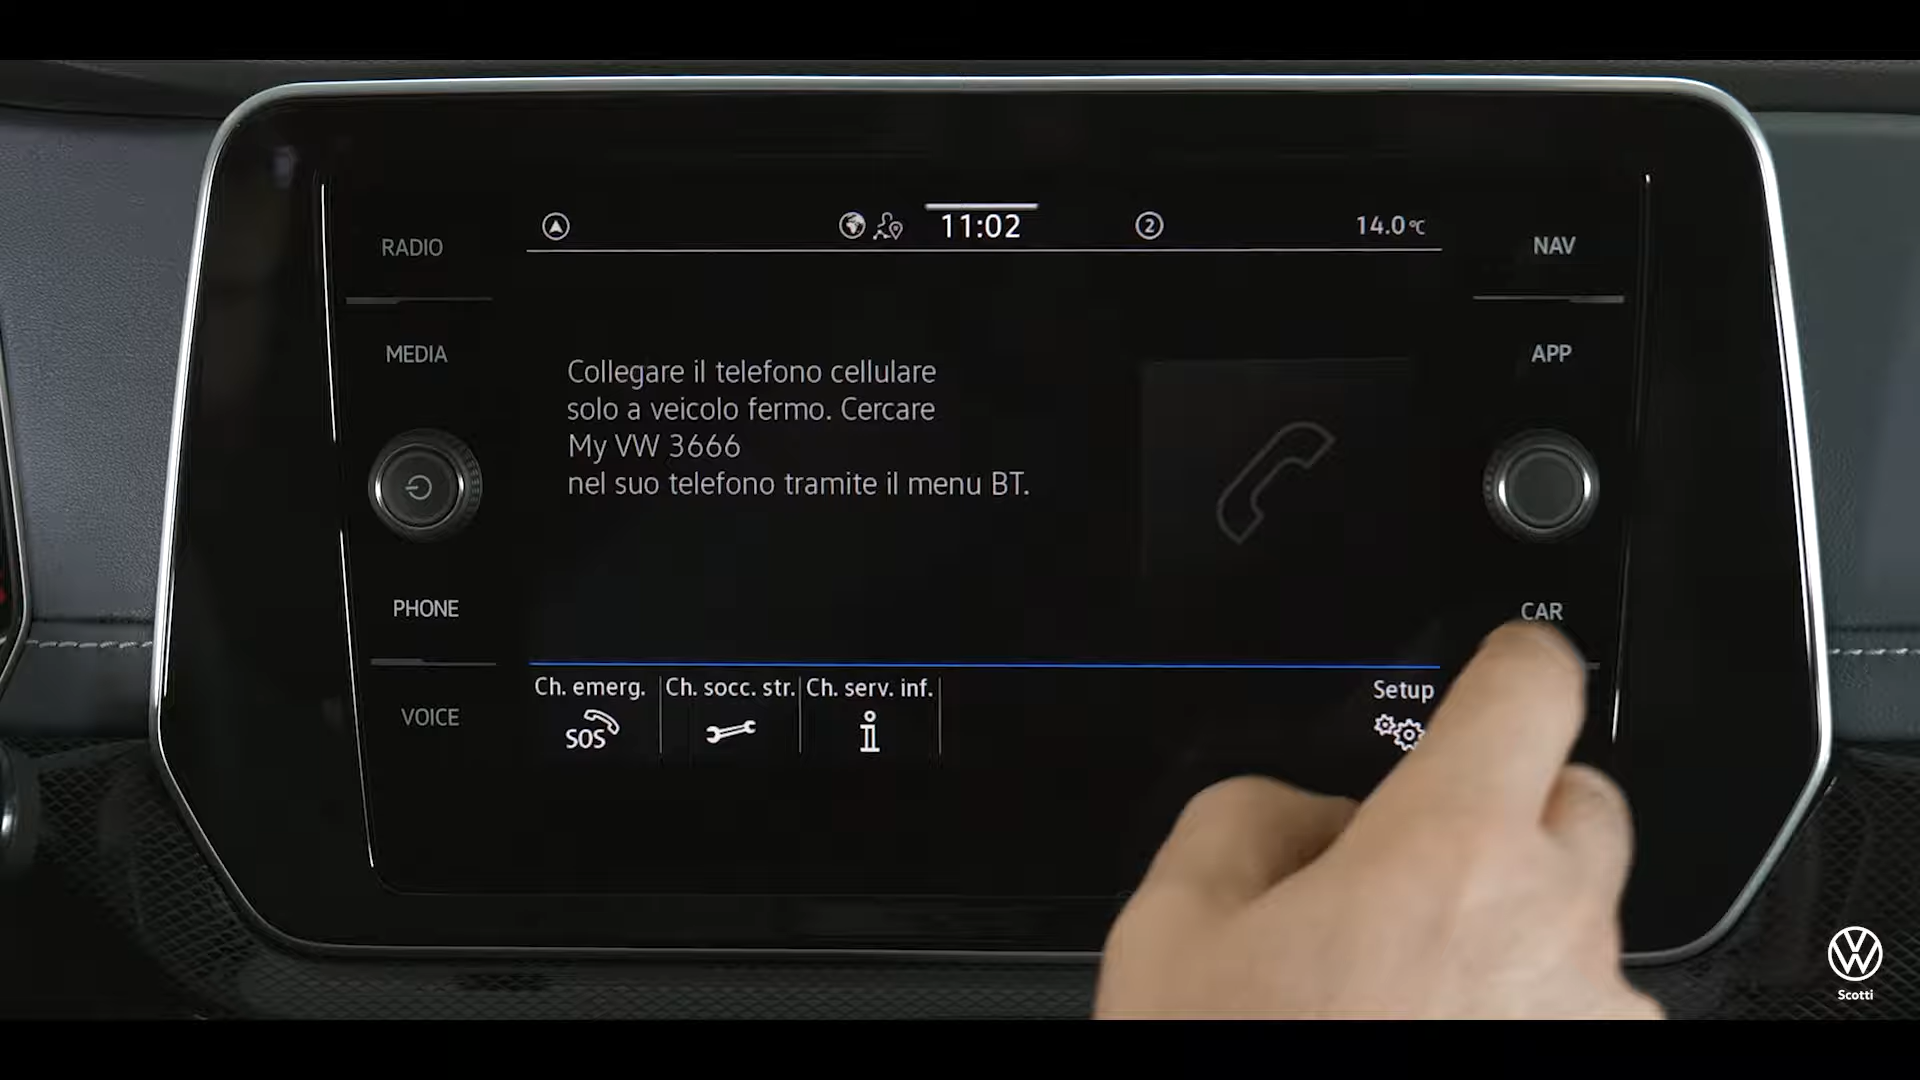 11:02
2
14.0°C
RADIO
MEDIA
PHONE
VOICE
NAV
APP
CAR
Collegare il telefono cellulare
solo a veicolo fermo. Cercare
My VW 3666
nel suo telefono tramite il menu BT.
Ch. emerg.
SOS
Ch. socc. str.
Ch. serv. inf.
i
Setup
Scotti